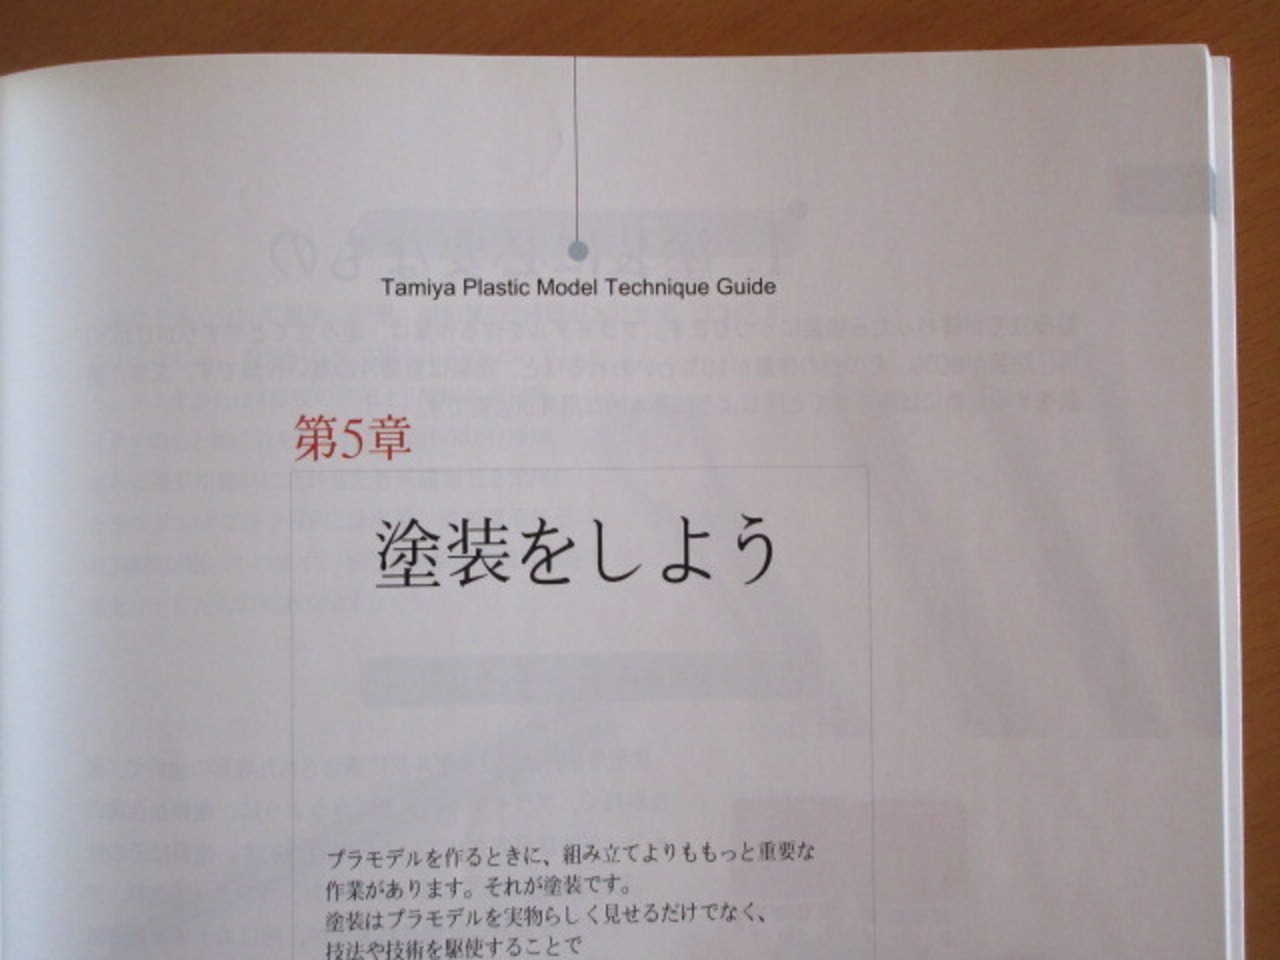 Tamiya Plastic Model Technique Guide
第5章
塗装をしよう
プラモデルを作るときに、組み立てよりももっと重要な
作業があります。それが塗装です。
塗装はプラモデルを実物らしく見せるだけでなく、
技法や技術を駆使することで